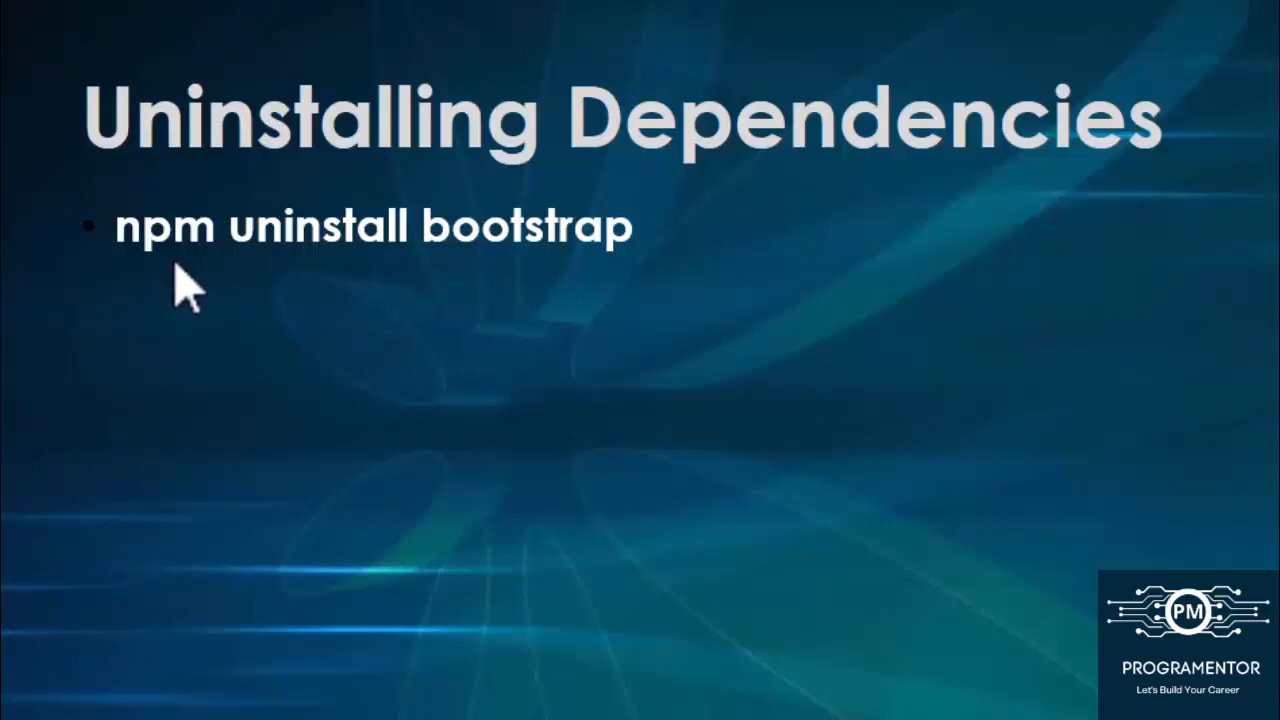 Uninstalling Dependencies
• npm uninstall bootstrap
PM
PROGRAMENTOR
Let's Build Your Career